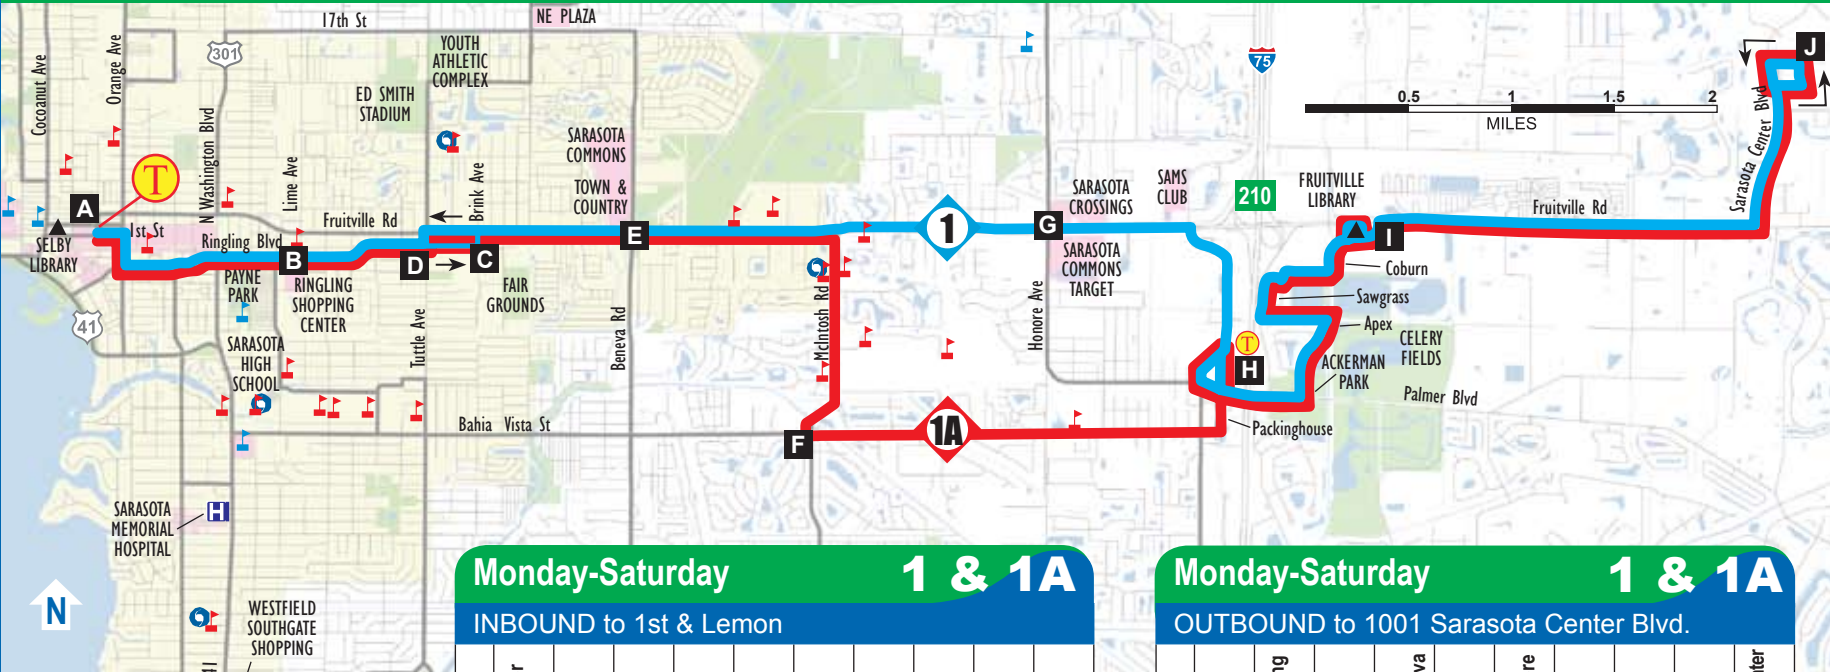 17th St
NE PLAZA
Cocoanut Ave
Orange Ave
301
N Washington Blvd
Lime Ave
YOUTH
ATHLETIC
COMPLEX
ED SMITH
STADIUM
Brink Ave
SARASOTA
COMMONS
TOWN &
COUNTRY
75
0.5
1
1.5
2
MILES
J
Sarasota Center Blvd
A
T
SELBY
LIBRARY
1st St
Ringling Blvd
Fruitville Rd
B
D
C
E
1
G
SARASOTA
CROSSINGS
SAMS
CLUB
210
FRUITVILLE
LIBRARY
I
Fruitville Rd
PAYNE
PARK
RINGLING
SHOPPING
CENTER
FAIR
GROUNDS
SARASOTA
COMMONS
TARGET
Coburn
Sawgrass
Apex
CELERY
FIELDS
41
Tuttle Ave
Beneva Rd
McIntosh Rd
Honore Ave
SARASOTA
HIGH
SCHOOL
T
H
ACKERMAN
PARK
Palmer Blvd
Bahia Vista St
F
1A
Packinghouse
SARASOTA
MEMORIAL
HOSPITAL
H
N
WESTFIELD
SOUTHGATE
SHOPPING
41
Monday-Saturday 1 & 1A
INBOUND to 1st & Lemon
Monday-Saturday 1 & 1A
OUTBOUND to 1001 Sarasota Center Blvd.